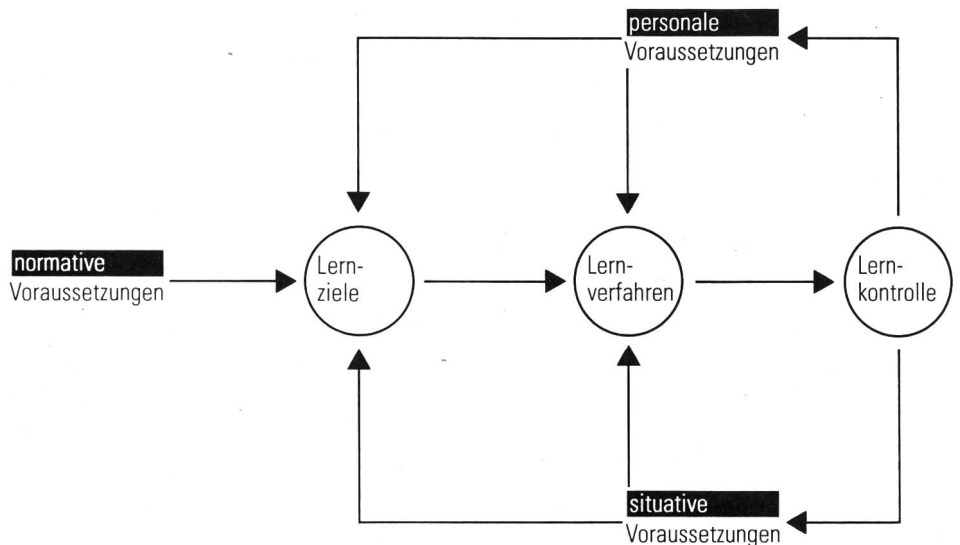 personale
Voraussetzungen
normative
Voraussetzungen
Lern-
ziele
Lern-
verfahren
Lern-
kontrolle
situative
Voraussetzungen